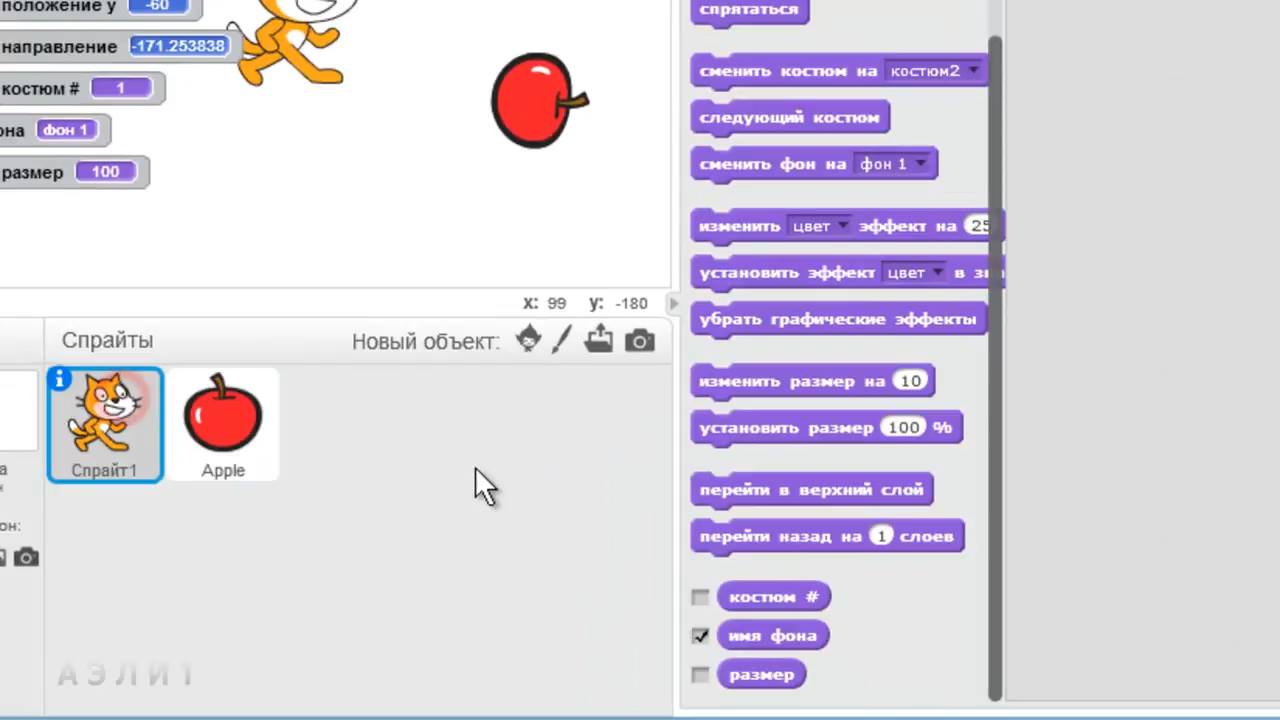 положение y -60
направление -171.253838
костюм # 1
она фон 1
размер 100
x: 99 y: -180
Спрайты
Новый объект:
Спрайт1
Apple
он:
АЭЛИТ
спрятаться
сменить костюм на костюм2
следующий костюм
сменить фон на фон 1
изменить цвет эффект на 25
установить эффект цвет в зна
убрать графические эффекты
изменить размер на 10
установить размер 100 %
перейти в верхний слой
перейти назад на 1 слоев
костюм #
имя фона
размер